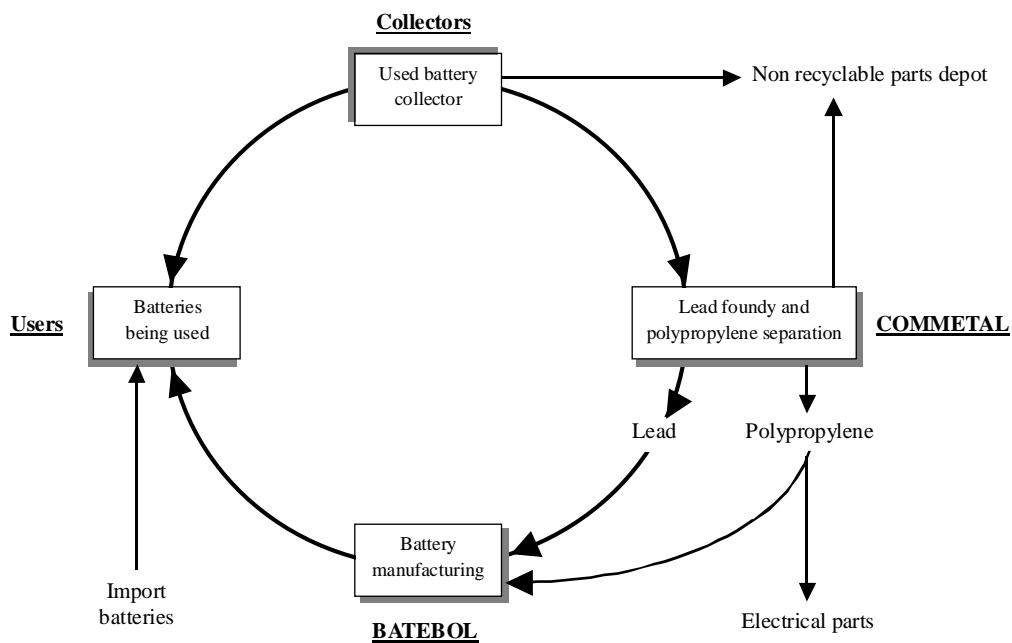 Collectors
Used battery
collector
Non recyclable parts depot
Users
Batteries
being used
Lead foundy and
polypropylene separation
COMMETAL
Lead
Polypropylene
Battery
manufacturing
Import
batteries
BATEBOL
Electrical parts